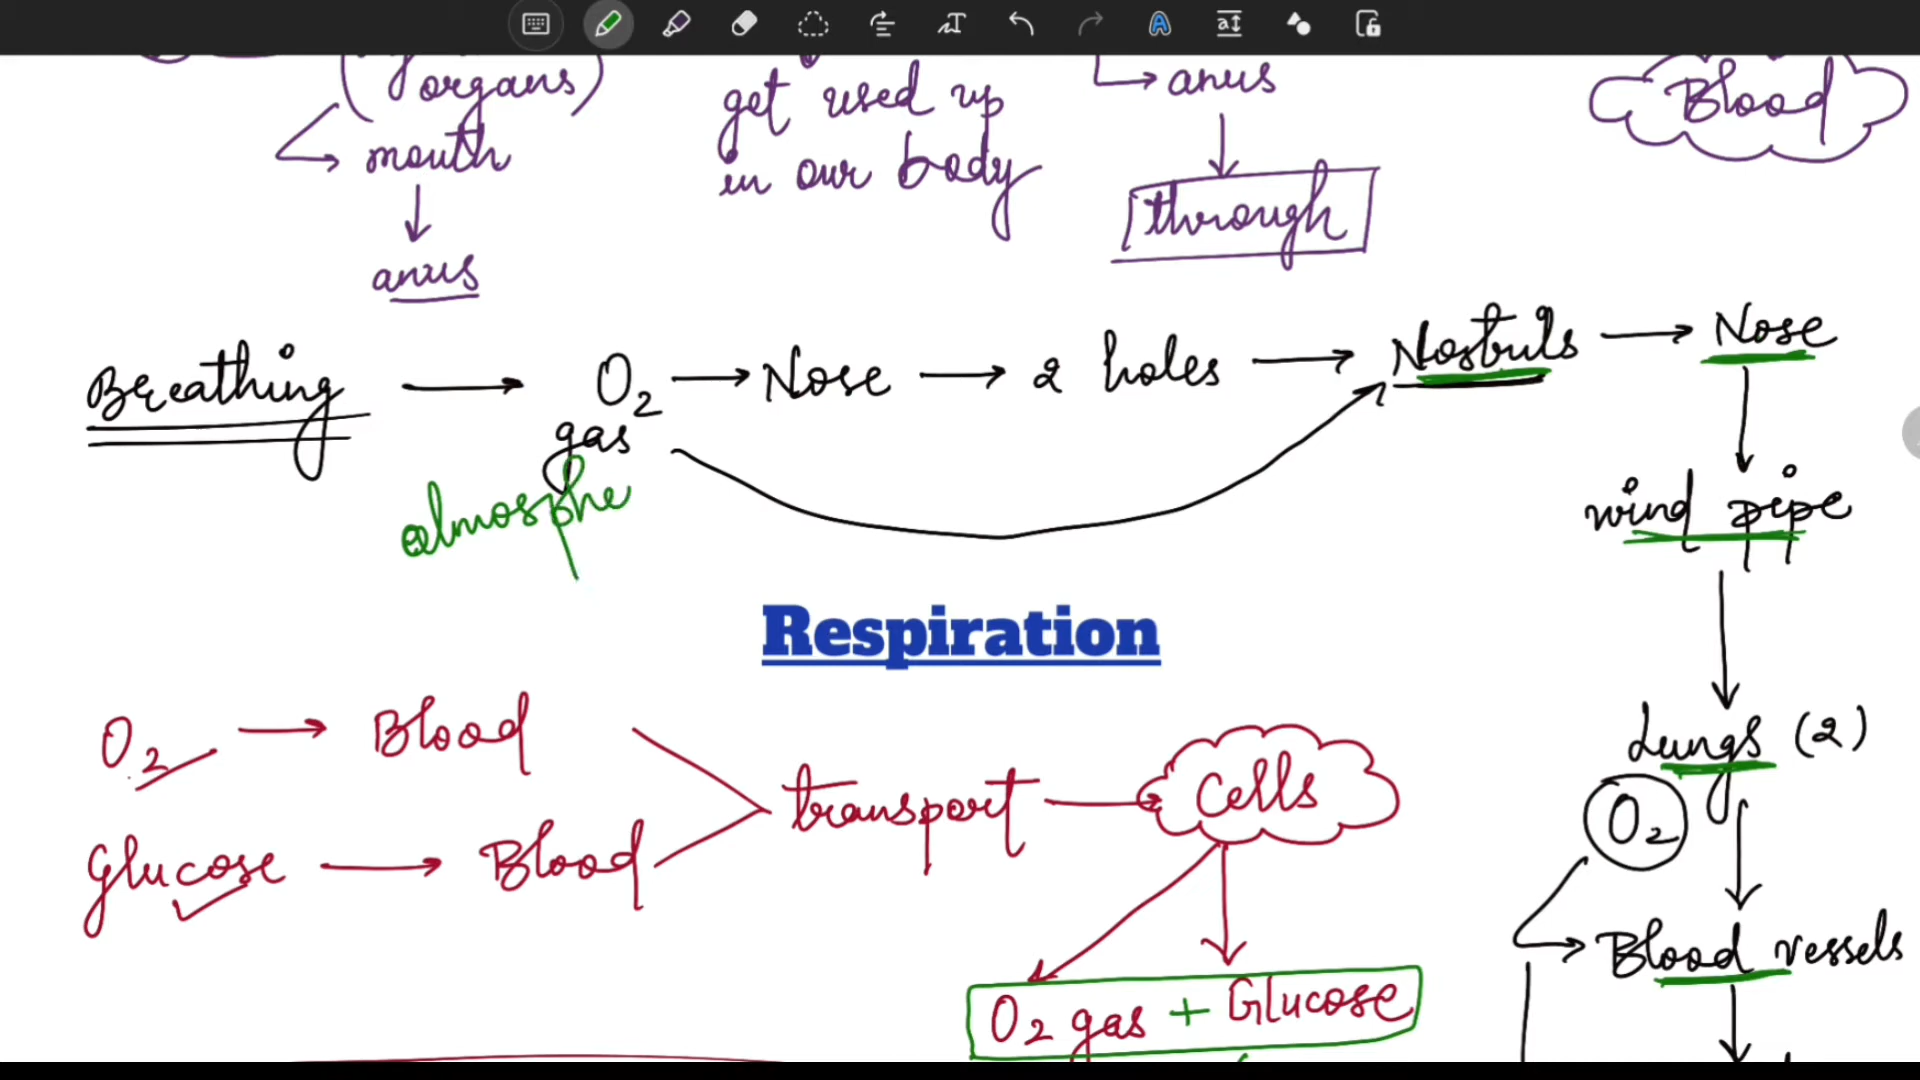 organs)
mouth
anus
get used up
in our body
anus
through
Blood
Breathing → O2 → Nose → 2 holes → Nostrils → Nose
gas
atmosphe
wind pipe
Respiration
Lungs (2)
O2 → Blood
transport → Cells
O2
Glucose → Blood
Blood vessels
O2 gas + Glucose